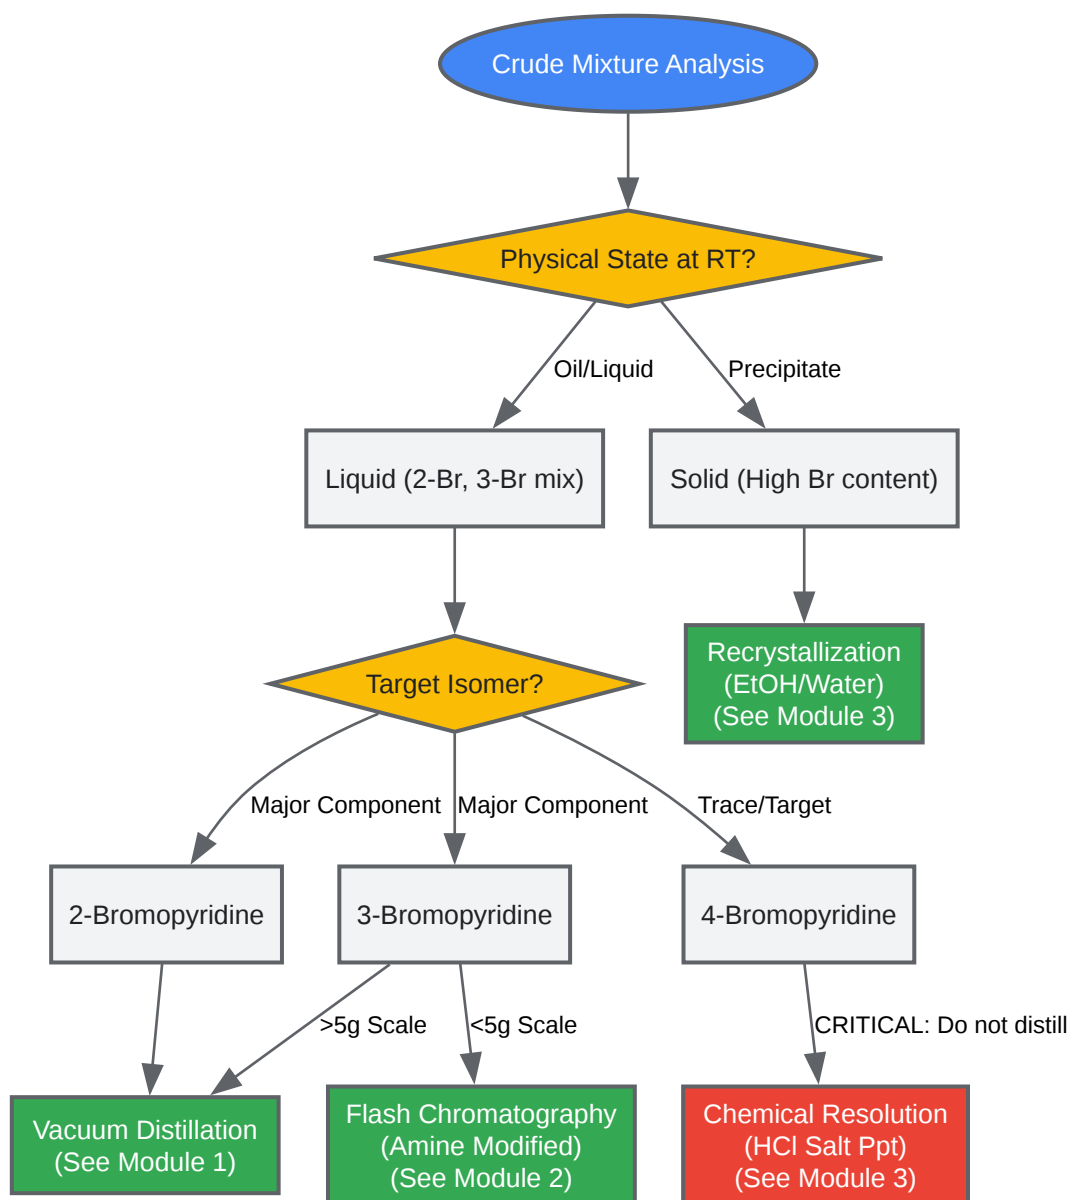 Crude Mixture Analysis
Physical State at RT?
Oil/Liquid
Precipitate
Liquid (2-Br, 3-Br mix)
Solid (High Br content)
Recrystallization
(EtOH/Water)
(See Module 3)
Target Isomer?
Major Component
Major Component
Trace/Target
2-Bromopyridine
3-Bromopyridine
4-Bromopyridine
>5g Scale
<5g Scale
CRITICAL: Do not distill
Vacuum Distillation
(See Module 1)
Flash Chromatography
(Amine Modified)
(See Module 2)
Chemical Resolution
(HCl Salt Ppt)
(See Module 3)